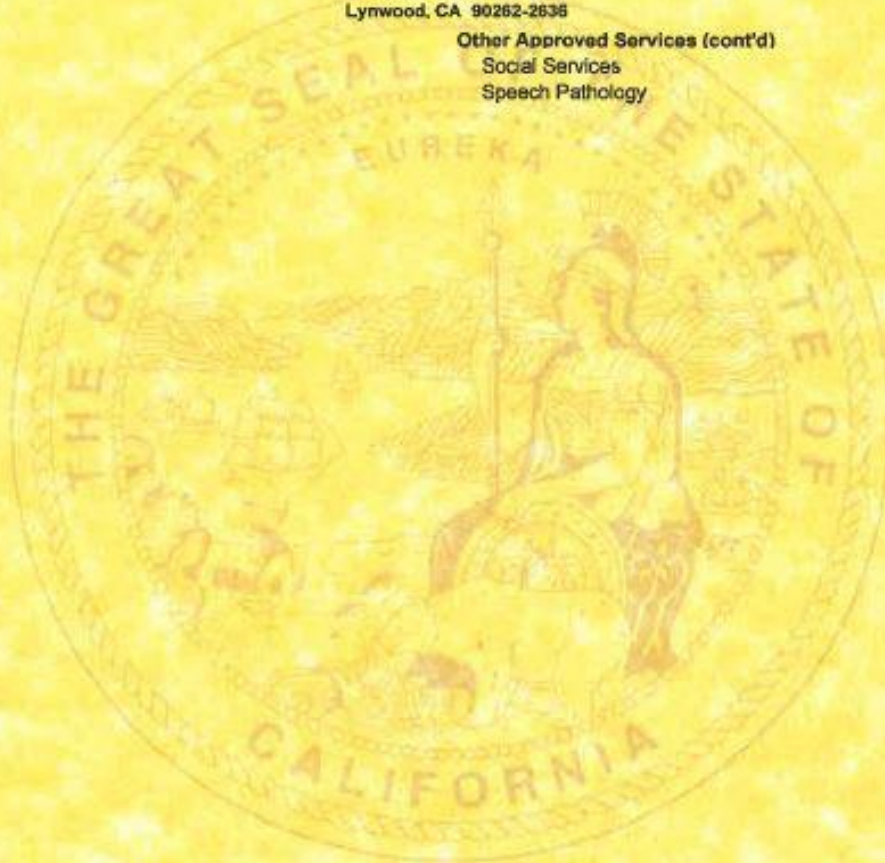 Lynwood, CA 90262-2636
Other Approved Services (cont'd)
Social Services
Speech Pathology
THE GREAT SEAL OF THE STATE OF
EUREKA
CALIFORNIA